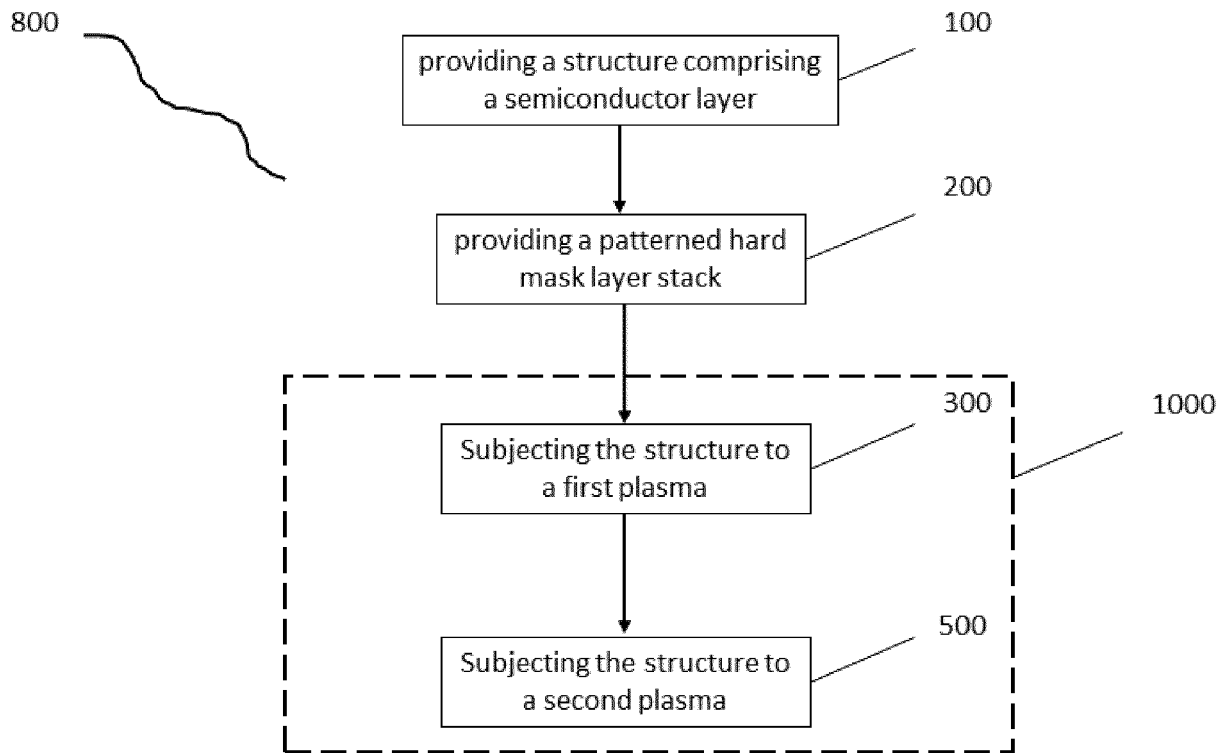 800
100
providing a structure comprising
a semiconductor layer
200
providing a patterned hard
mask layer stack
300
1000
Subjecting the structure to
a first plasma
500
Subjecting the structure to
a second plasma